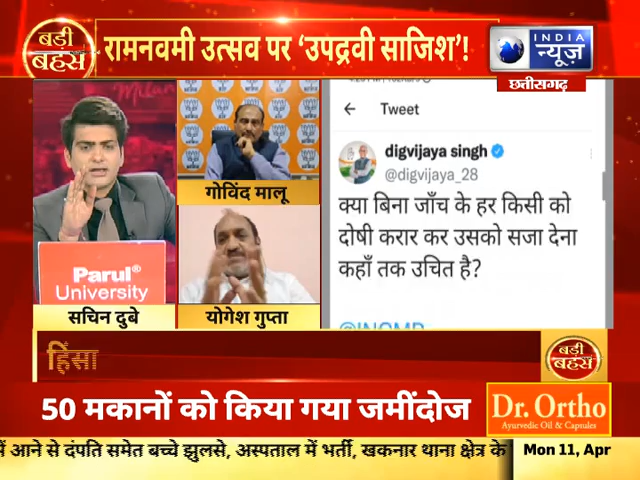 बड़ी
बहस
रामनवमी उत्सव पर 'उपद्रवी साजिश'!
INDIA
न्यूज़
छत्तीसगढ़
Milan
Tweet
digvijaya singh
@digvijaya_28
क्या बिना जाँच के हर किसी को
दोषी करार कर उसको सजा देना
कहाँ तक उचित है?
गोविंद मालू
Parul®
University
सचिन दुबे
योगेश गुप्ता
हिंसा
बड़ी
बहस
50 मकानों को किया गया जमींदोज
Dr. Ortho
Ayurvedic Oil & Capsules
में आने से दंपति समेत बच्चे झुलसे, अस्पताल में भर्ती, खकनार थाना क्षेत्र के
Mon 11, Apr